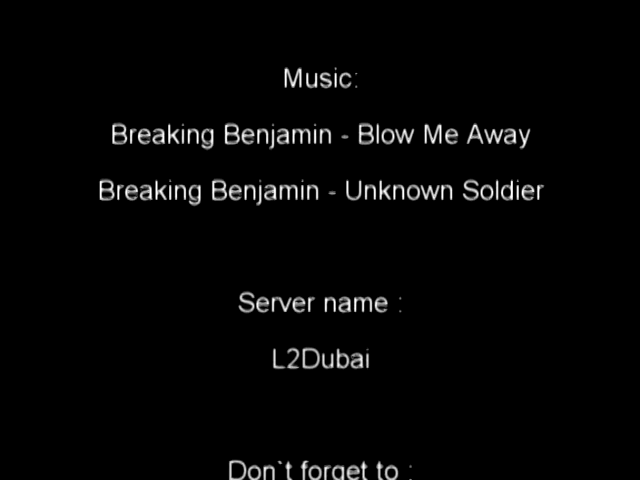 Music:
Breaking Benjamin - Blow Me Away
Breaking Benjamin - Unknown Soldier
Server name :
L2Dubai
Don`t forget to :